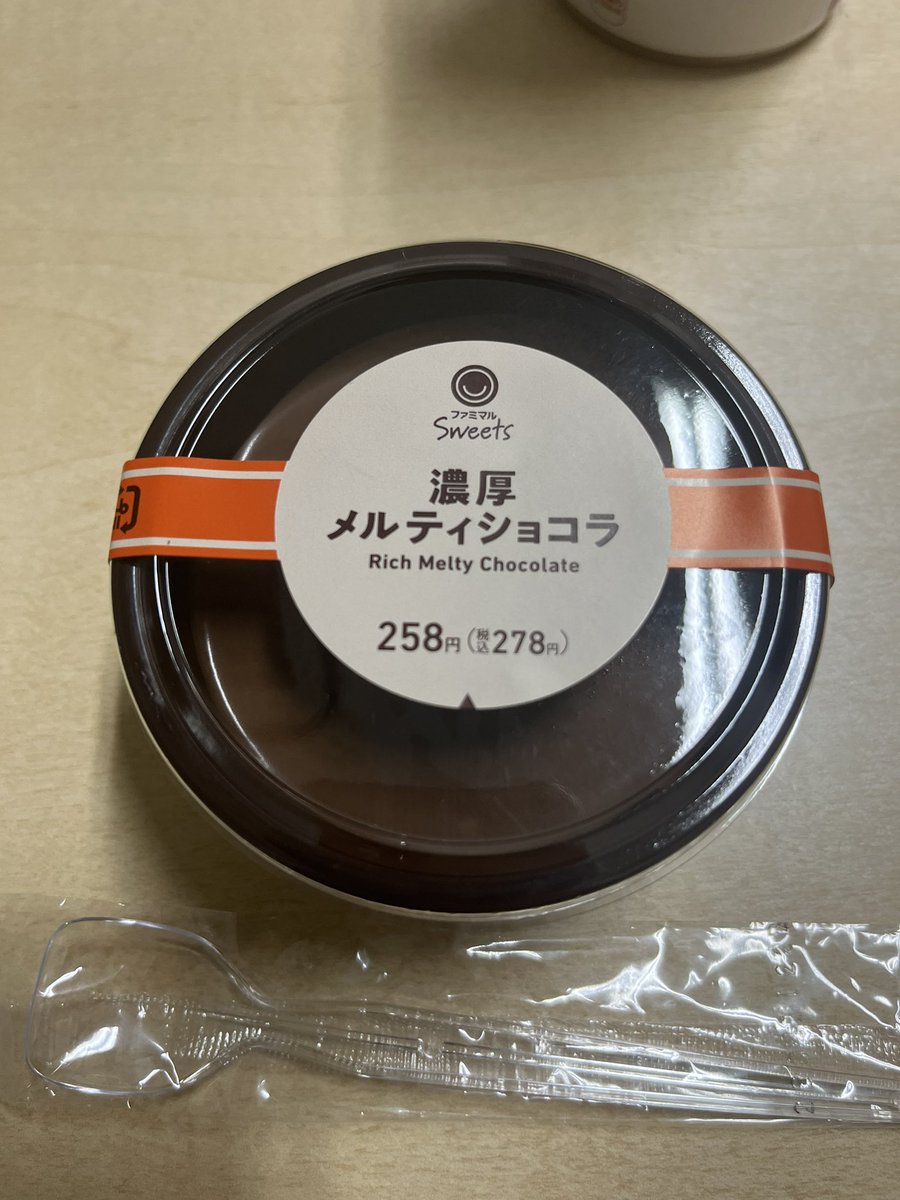 ファミマル
Sweets
濃厚
メルティショコラ
Rich Melty Chocolate
258円(税込278円)